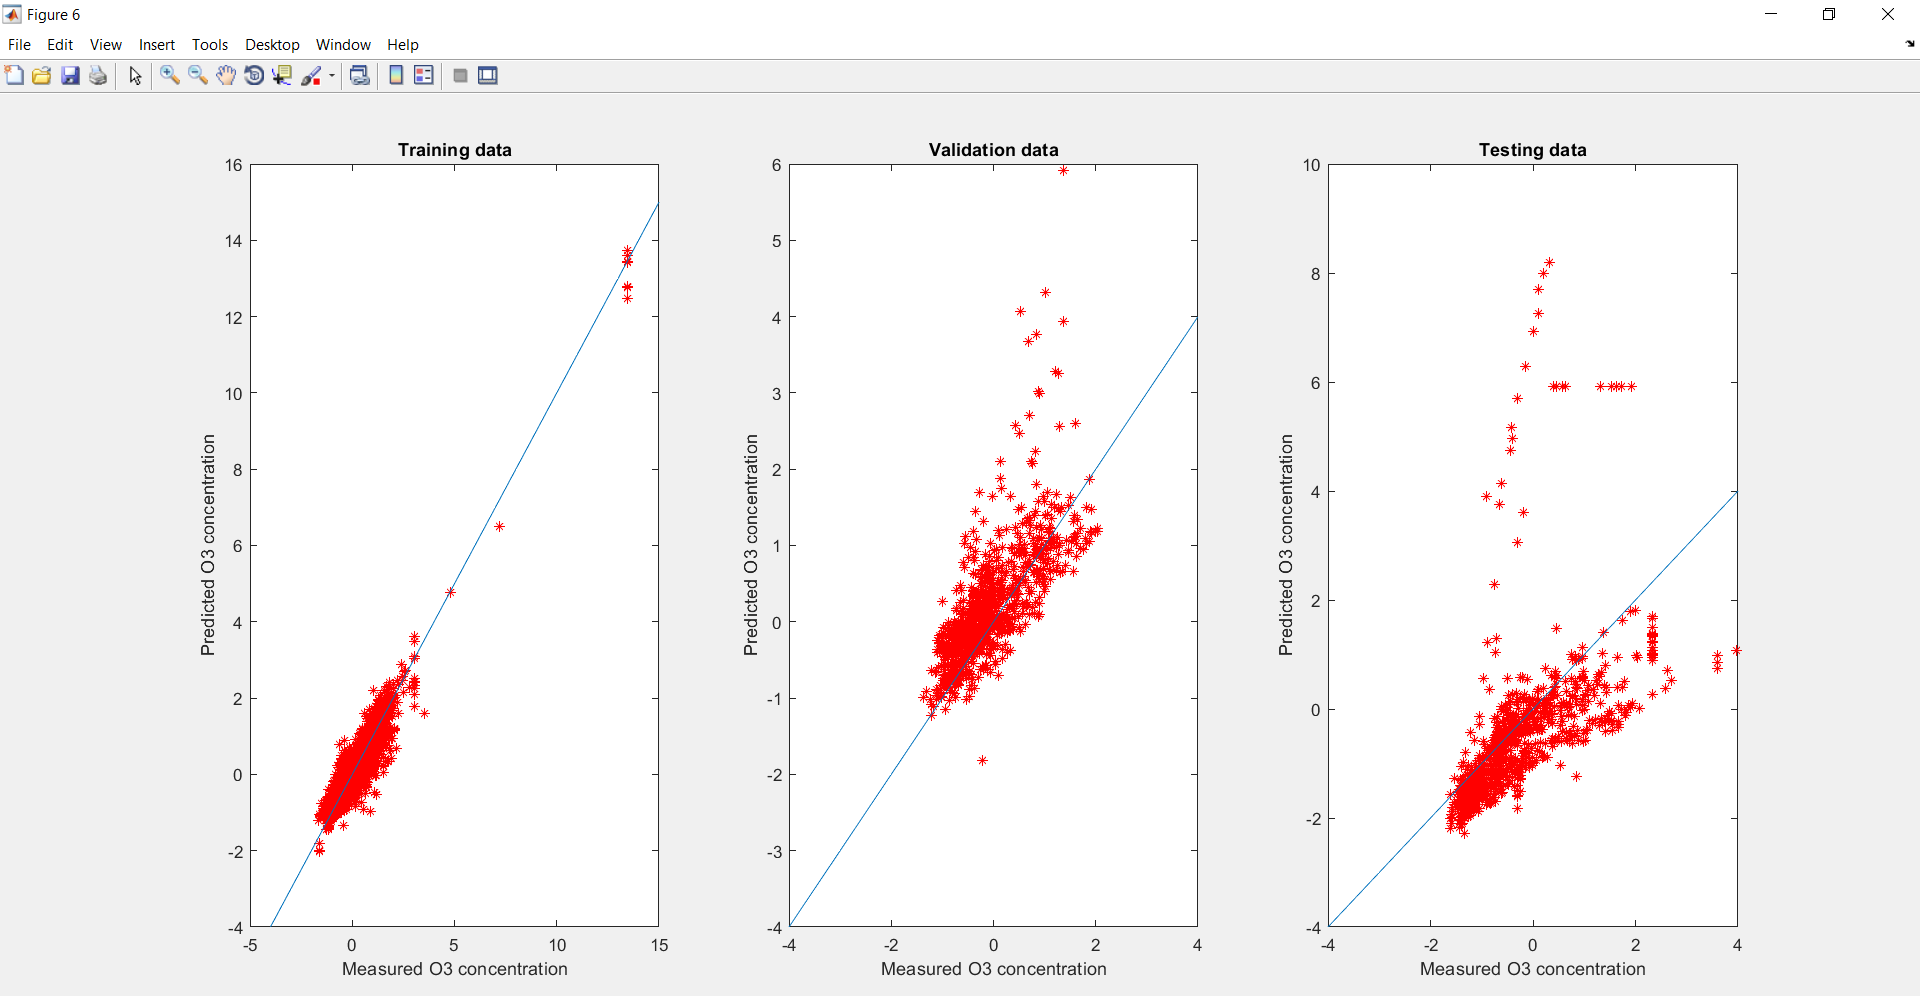 Figure 6
File Edit View Insert Tools Desktop Window Help
Training data
16
14
12
10
8
6
4
2
0
-2
-4
-5 0 5 10 15
Measured O3 concentration
Predicted O3 concentration
Validation data
6
5
4
3
2
1
0
-1
-2
-3
-4
-4 -2 0 2 4
Measured O3 concentration
Predicted O3 concentration
Testing data
10
8
6
4
2
0
-2
-4
-4 -2 0 2 4
Measured O3 concentration
Predicted O3 concentration